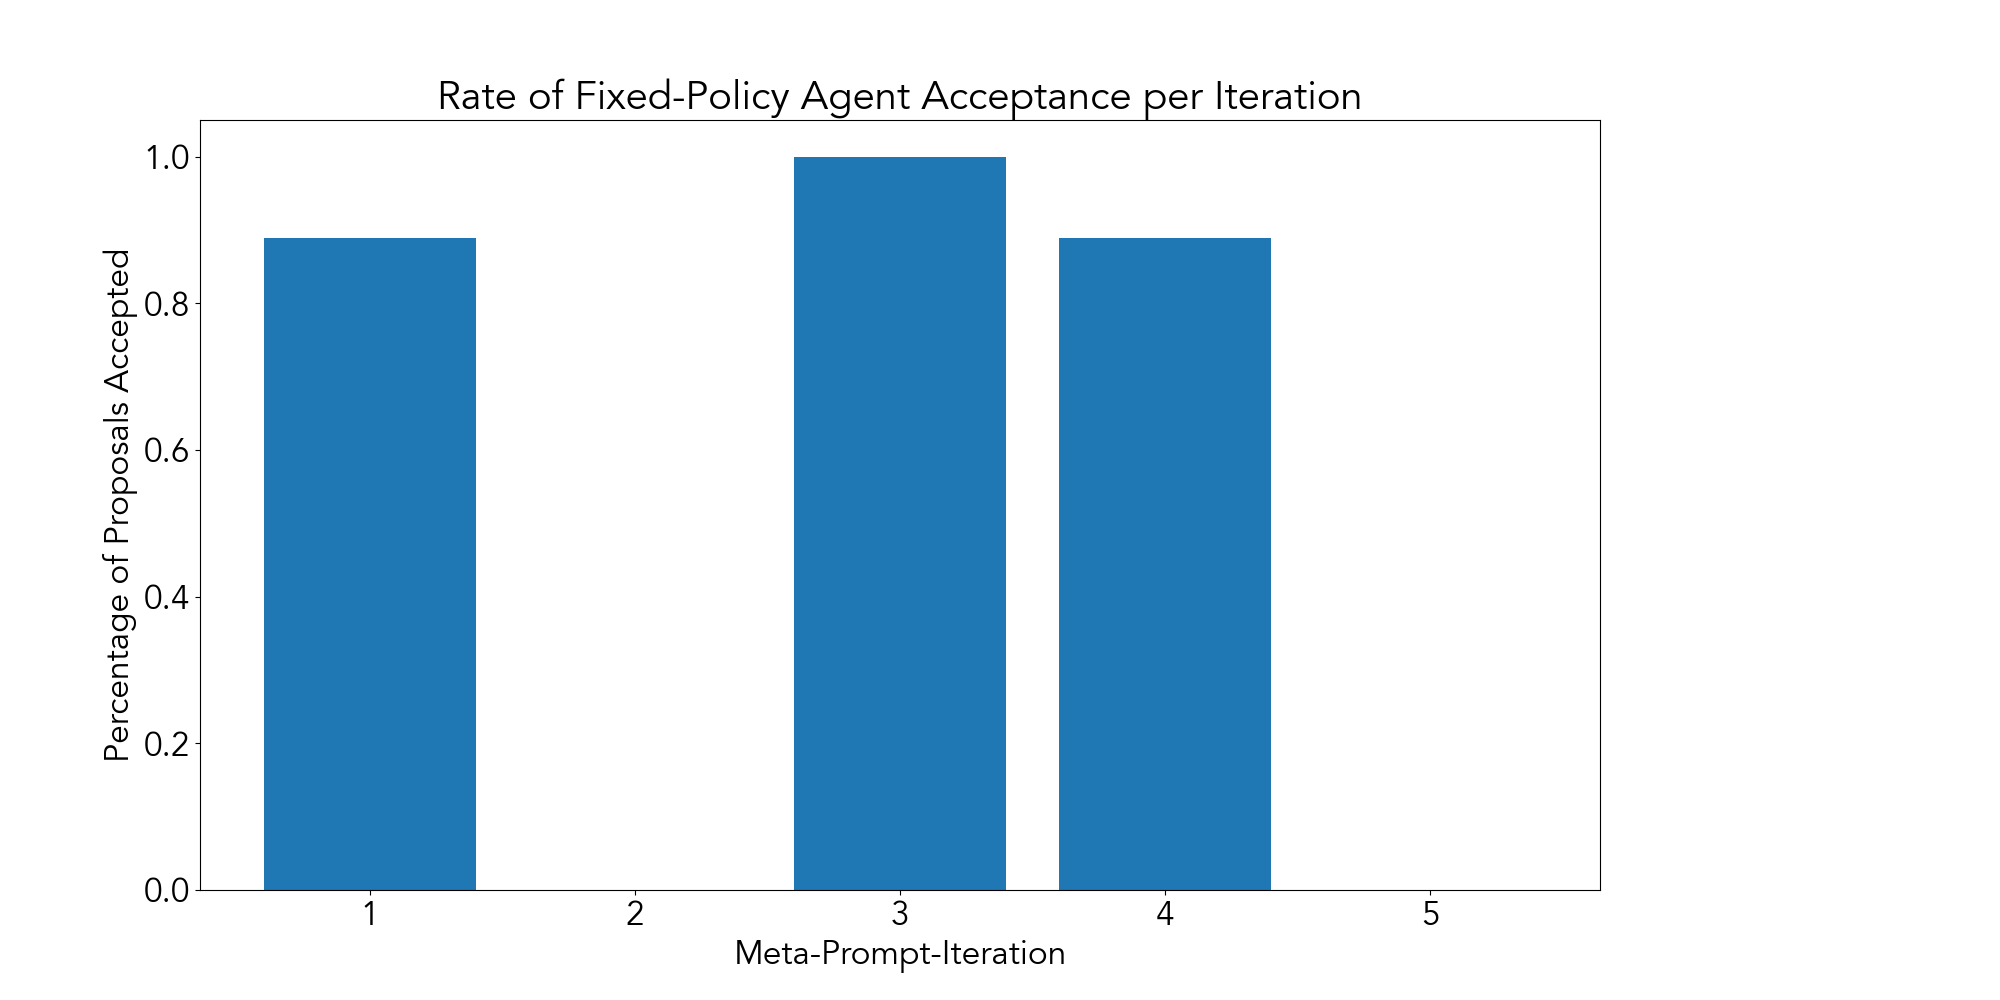 Rate of Fixed-Policy Agent Acceptance per Iteration
Percentage of Proposals Accepted
1.0
0.8
0.6
0.4
0.2
0.0
1 2 3 4 5
Meta-Prompt-Iteration